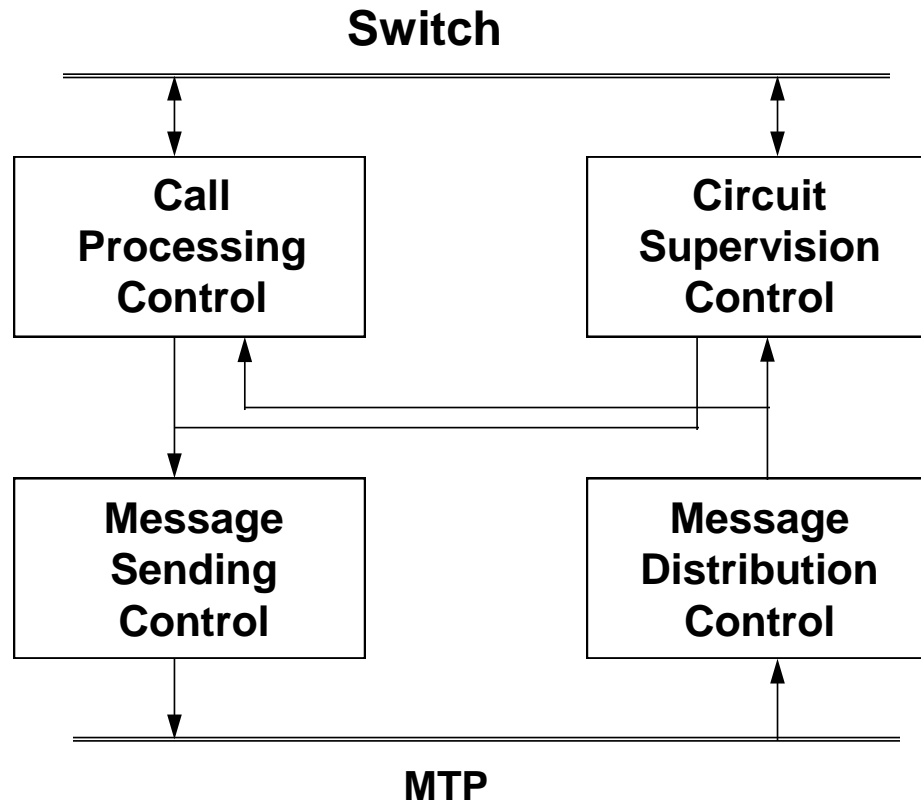 Switch
Call
Processing
Control
Circuit
Supervision
Control
Message
Sending
Control
Message
Distribution
Control
MTP